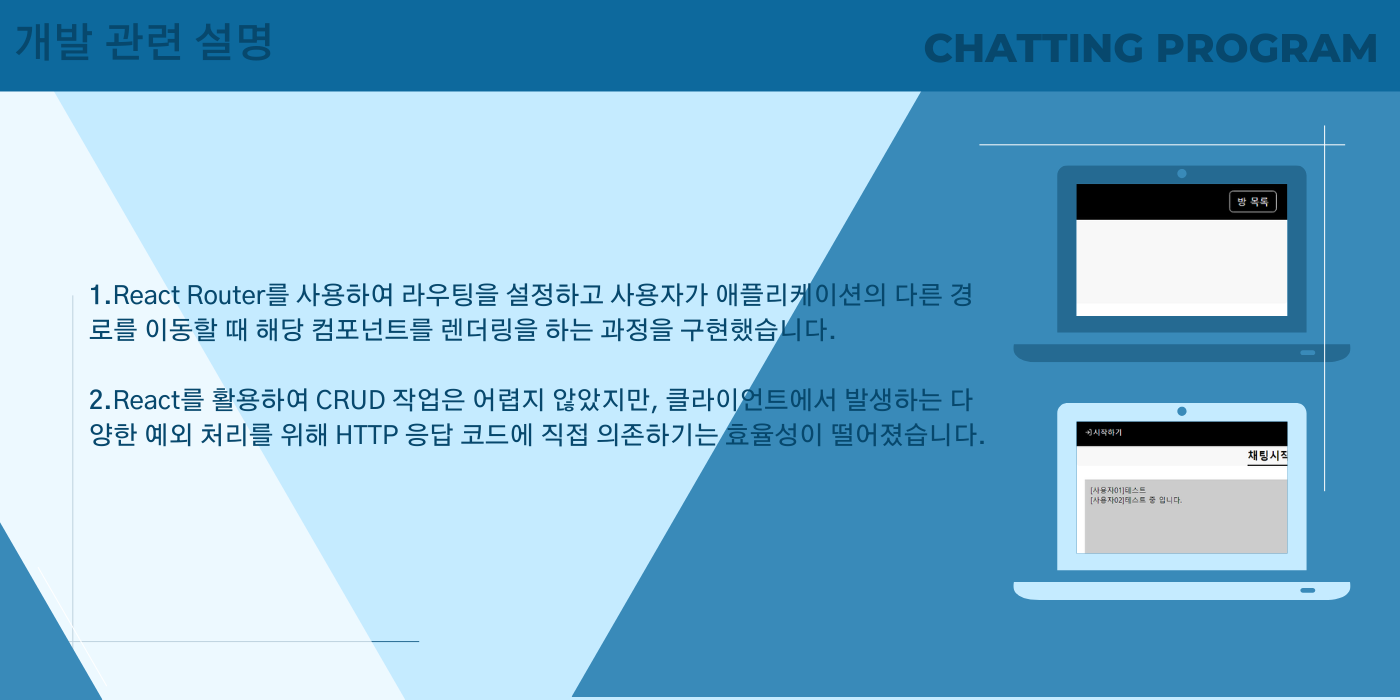 개발 관련 설명
CHATTING PROGRAM
방 목록
1.React Router를 사용하여 라우팅을 설정하고 사용자가 애플리케이션의 다른 경
로를 이동할 때 해당 컴포넌트를 렌더링을 하는 과정을 구현했습니다.
2.React를 활용하여 CRUD 작업은 어렵지 않았지만, 클라이언트에서 발생하는 다
양한 예외 처리를 위해 HTTP 응답 코드에 직접 의존하기는 효율성이 떨어졌습니다.
시작하기
채팅시작
[사용자01]테스트
[사용자02]테스트 중 입니다.